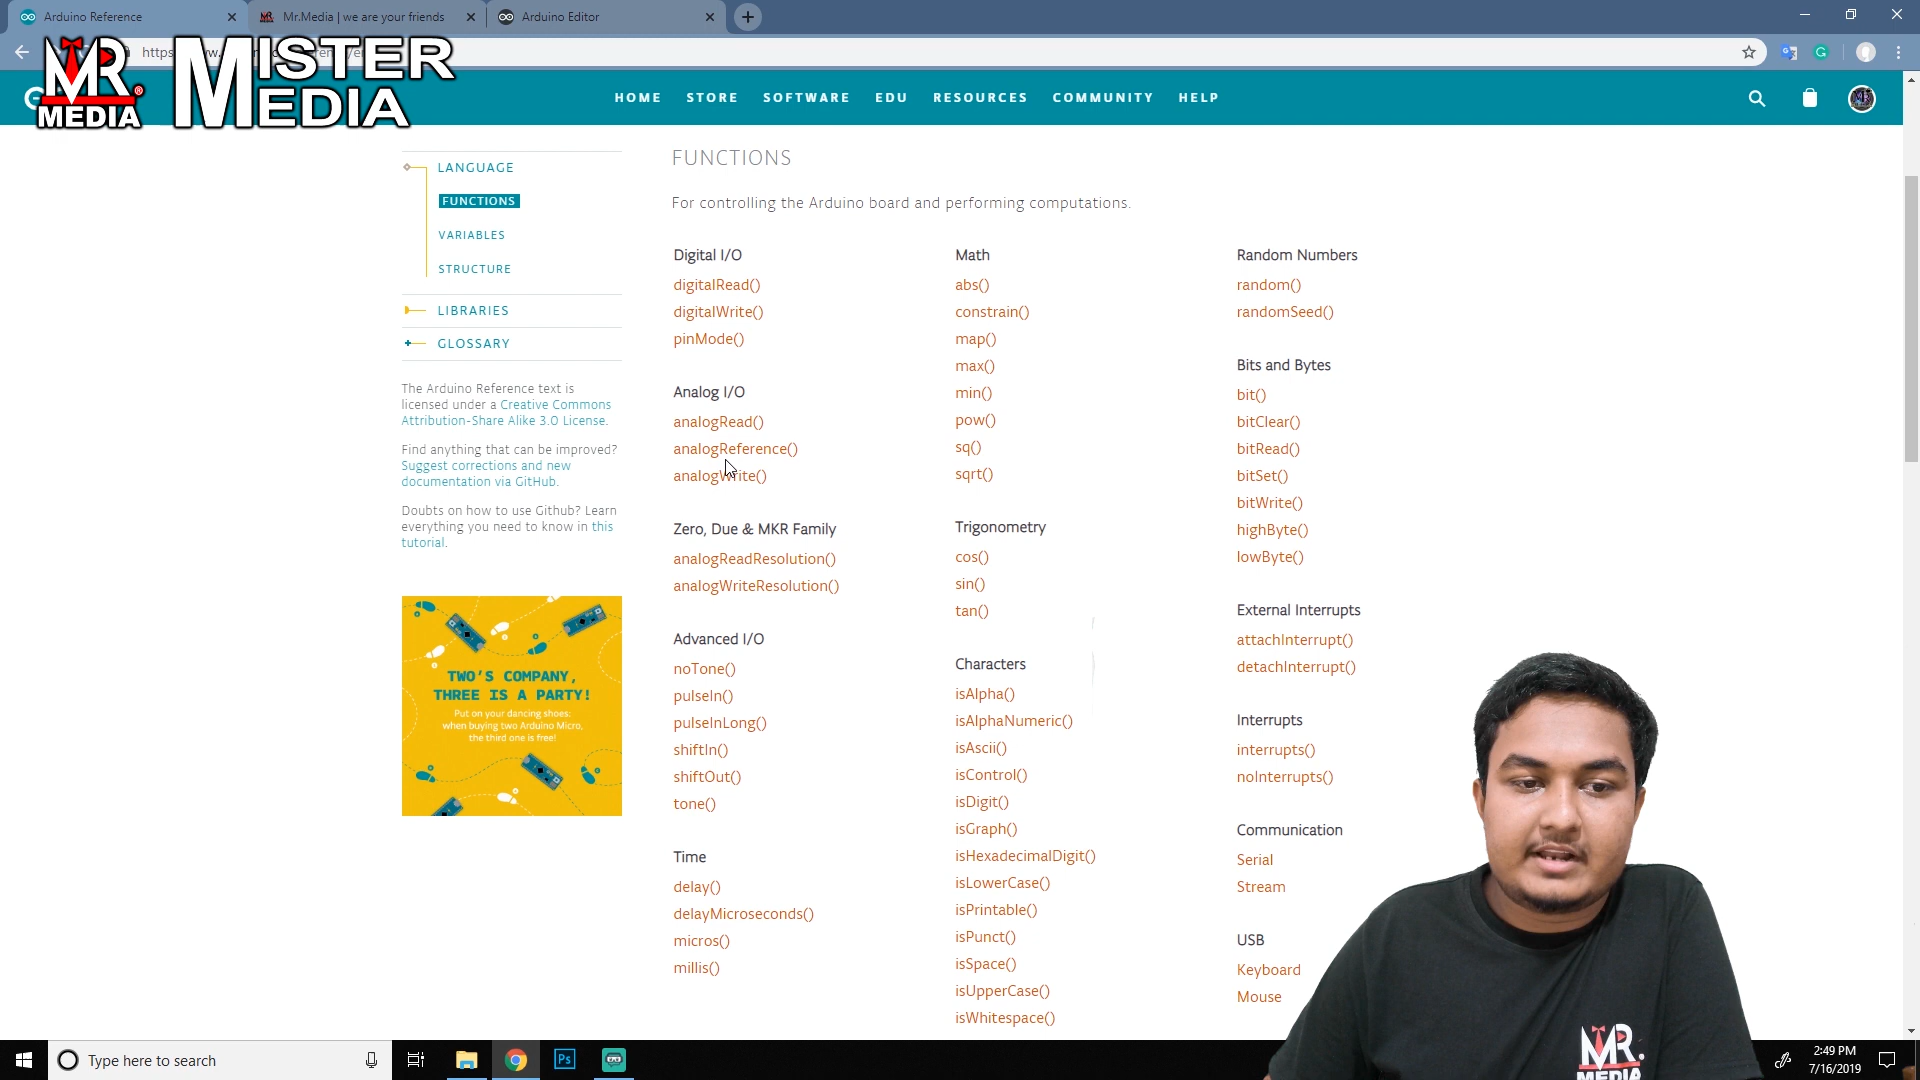 Arduino Reference
Mr.Media | we are your friends
Arduino Editor
https
MR.
MEDIA
MISTER
MEDIA
HOME STORE SOFTWARE EDU RESOURCES COMMUNITY HELP
LANGUAGE
FUNCTIONS
VARIABLES
STRUCTURE
LIBRARIES
GLOSSARY
The Arduino Reference text is
licensed under a Creative Commons
Attribution-Share Alike 3.0 License.
Find anything that can be improved?
Suggest corrections and new
documentation via GitHub.
Doubts on how to use Github? Learn
everything you need to know in this
tutorial.
TWO'S COMPANY,
THREE IS A PARTY!
Put on your dancing shoes:
when buying two Arduino Micro,
the third one is free!
FUNCTIONS
For controlling the Arduino board and performing computations.
Digital I/O
digitalRead()
digitalWrite()
pinMode()
Analog I/O
analogRead()
analogReference()
analogWrite()
Zero, Due & MKR Family
analogReadResolution()
analogWriteResolution()
Advanced I/O
noTone()
pulseIn()
pulseInLong()
shiftIn()
shiftOut()
tone()
Time
delay()
delayMicroseconds()
micros()
millis()
Math
abs()
constrain()
map()
max()
min()
pow()
sq()
sqrt()
Trigonometry
cos()
sin()
tan()
Characters
isAlpha()
isAlphaNumeric()
isAscii()
isControl()
isDigit()
isGraph()
isHexadecimalDigit()
isLowerCase()
isPrintable()
isPunct()
isSpace()
isUpperCase()
isWhitespace()
Random Numbers
random()
randomSeed()
Bits and Bytes
bit()
bitClear()
bitRead()
bitSet()
bitWrite()
highByte()
lowByte()
External Interrupts
attachInterrupt()
detachInterrupt()
Interrupts
interrupts()
noInterrupts()
Communication
Serial
Stream
USB
Keyboard
Mouse
MR.
MEDIA
Type here to search
Ps
2:49 PM
7/16/2019